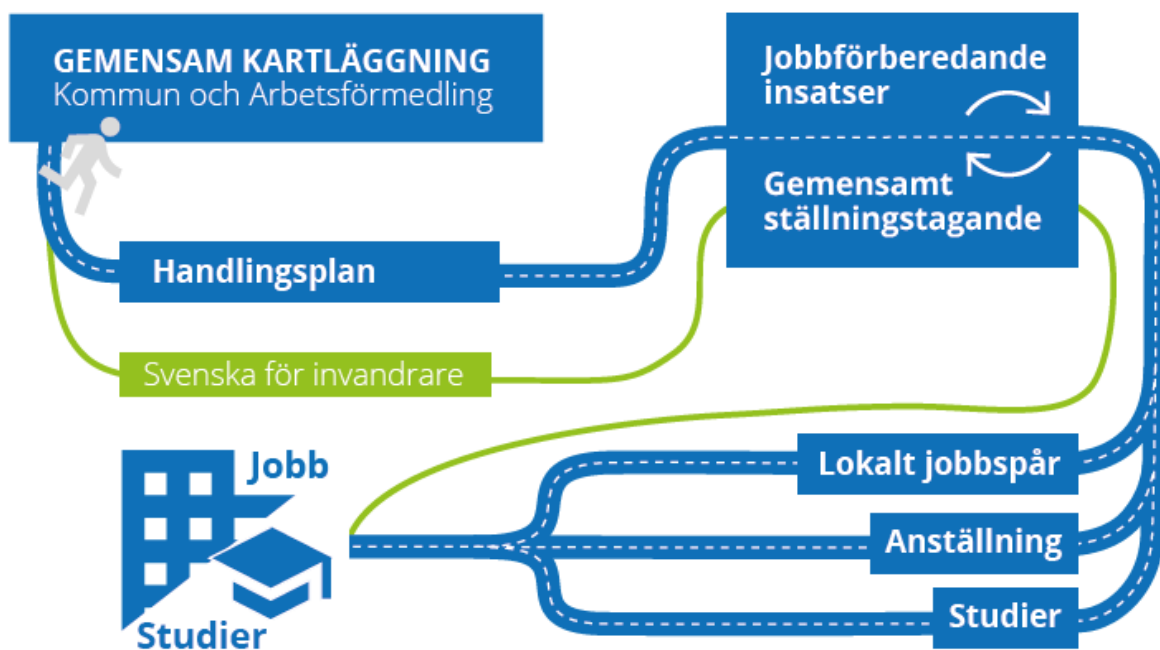 GEMENSAM KARTLÄGGNING
Kommun och Arbetsförmedling
Jobbförberedande
insatser
Gemensamt
ställningstagande
Handlingsplan
Svenska för invandrare
Lokalt jobbspår
Anställning
Studier
Jobb
Studier